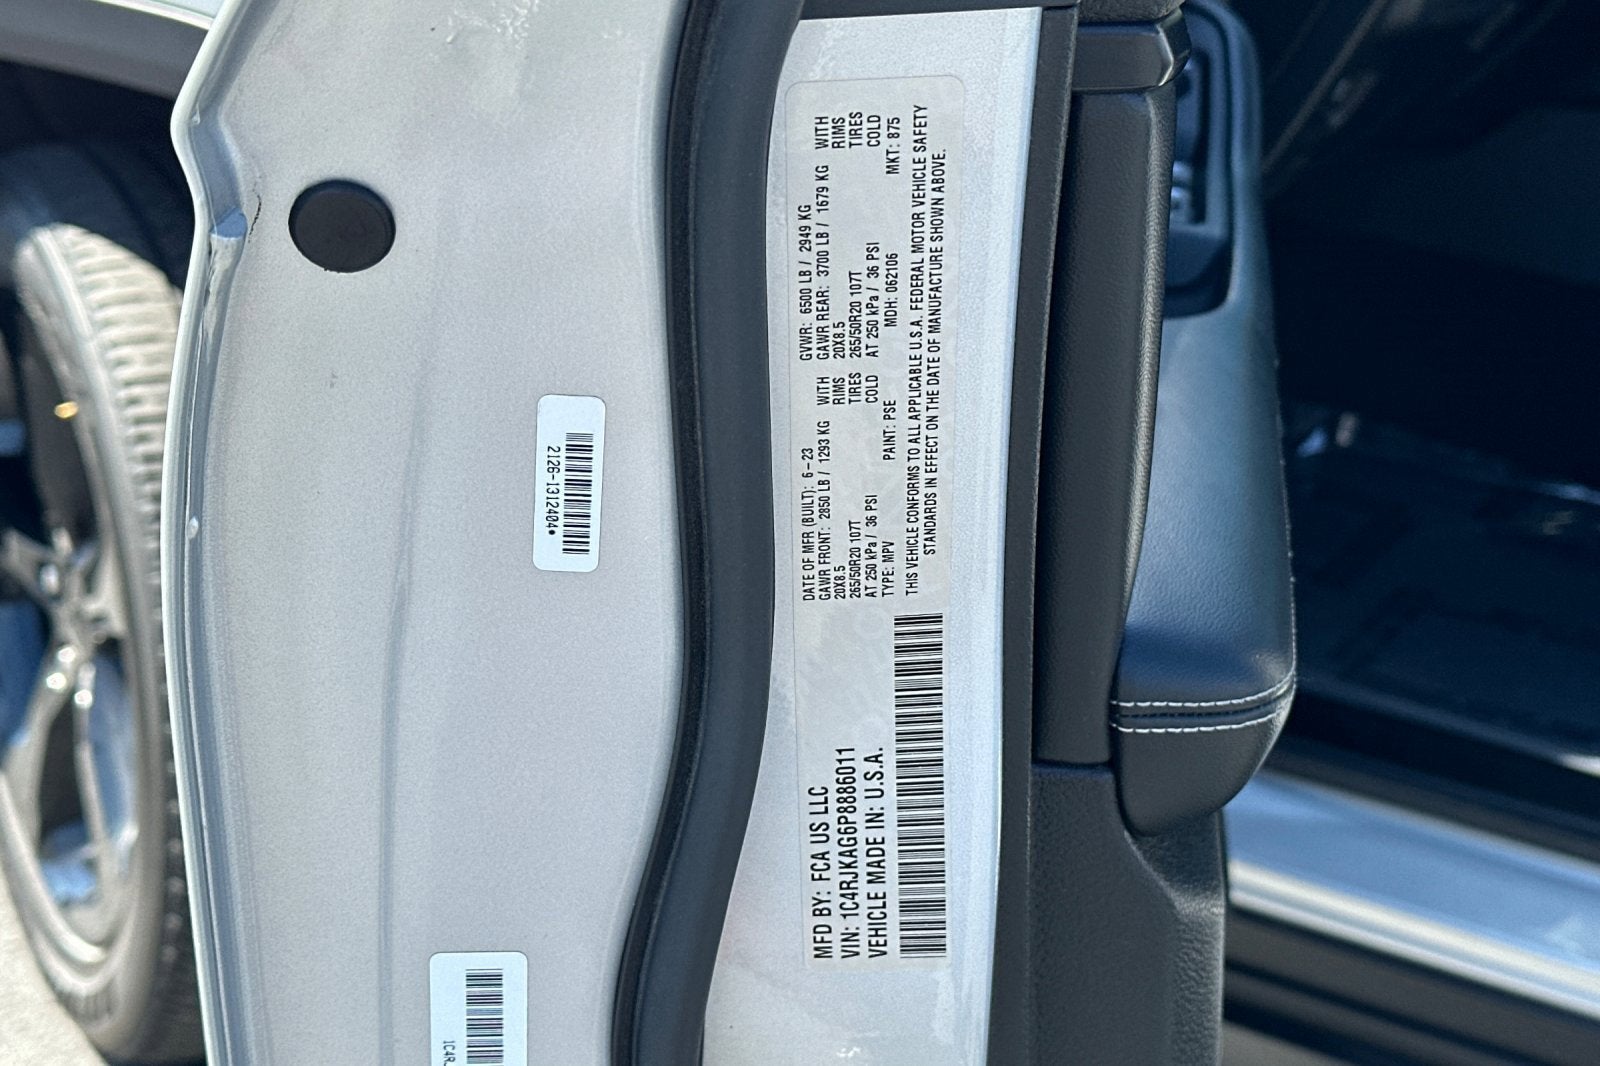 MFD BY: FCA US LLC
VIN: 1C4RJKAG6P8886011
VEHICLE MADE IN: U.S.A.
DATE OF MFR (BUILT): 6-23 GVWR: 6500 LB / 2949 KG
GAWR FRONT: 2850 LB / 1293 KG WITH GAWR REAR: 3700 LB / 1679 KG WITH
20X8.5 RIMS 20X8.5 RIMS
265/50R20 107T TIRES 265/50R20 107T TIRES
AT 250 kPa / 36 PSI COLD AT 250 kPa / 36 PSI COLD
TYPE: MPV PAINT: PSE MDH: 062106 MKT: 875
THIS VEHICLE CONFORMS TO ALL APPLICABLE U.S.A. FEDERAL MOTOR VEHICLE SAFETY
STANDARDS IN EFFECT ON THE DATE OF MANUFACTURE SHOWN ABOVE.
2126-1312404*
1C4R